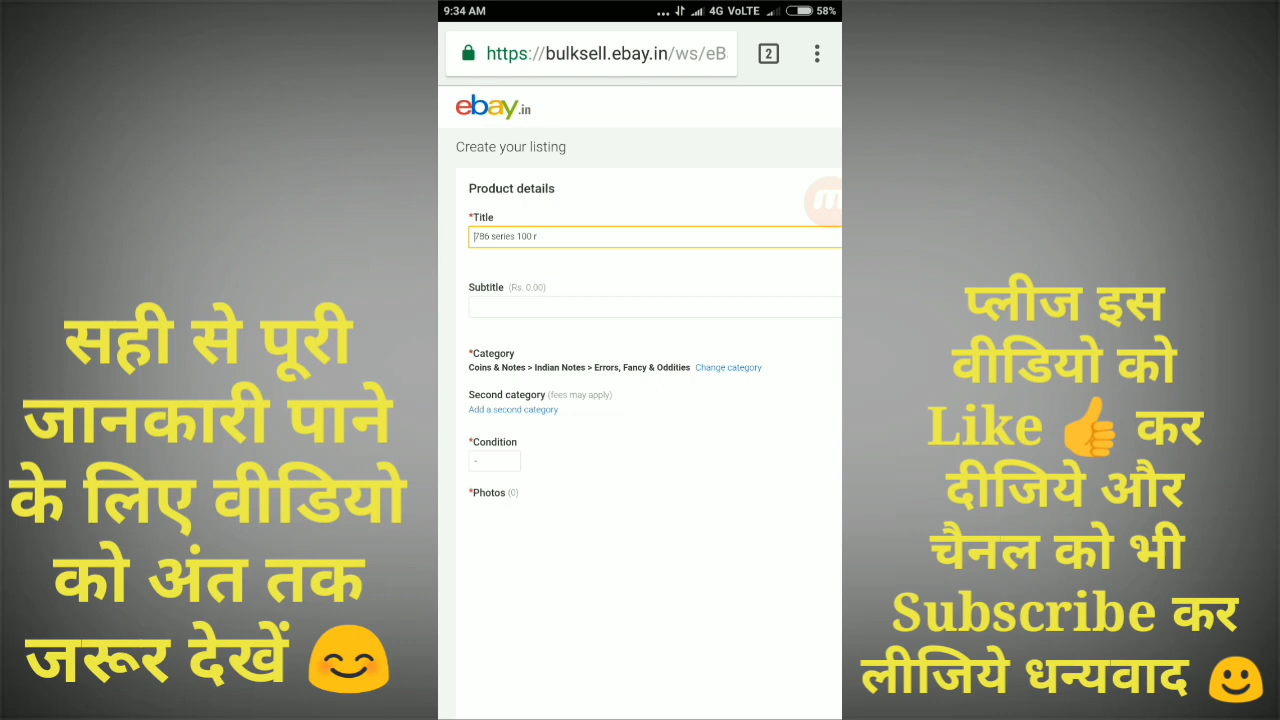 सही से पूरी
जानकारी पाने
के लिए वीडियो
को अंत तक
जरूर देखें 😊
9:34 AM
4G VoLTE
58%
https://bulksell.ebay.in/ws/eB
2
ebay.in
Create your listing
Product details
*Title
786 series 100 r
Subtitle (Rs. 0.00)
*Category
Coins & Notes > Indian Notes > Errors, Fancy & Oddities Change category
Second category (fees may apply)
Add a second category
*Condition
-
*Photos (0)
प्लीज इस
वीडियो को
Like 👍 कर
दीजिये और
चैनल को भी
Subscribe कर
लीजिये धन्यवाद 🙂